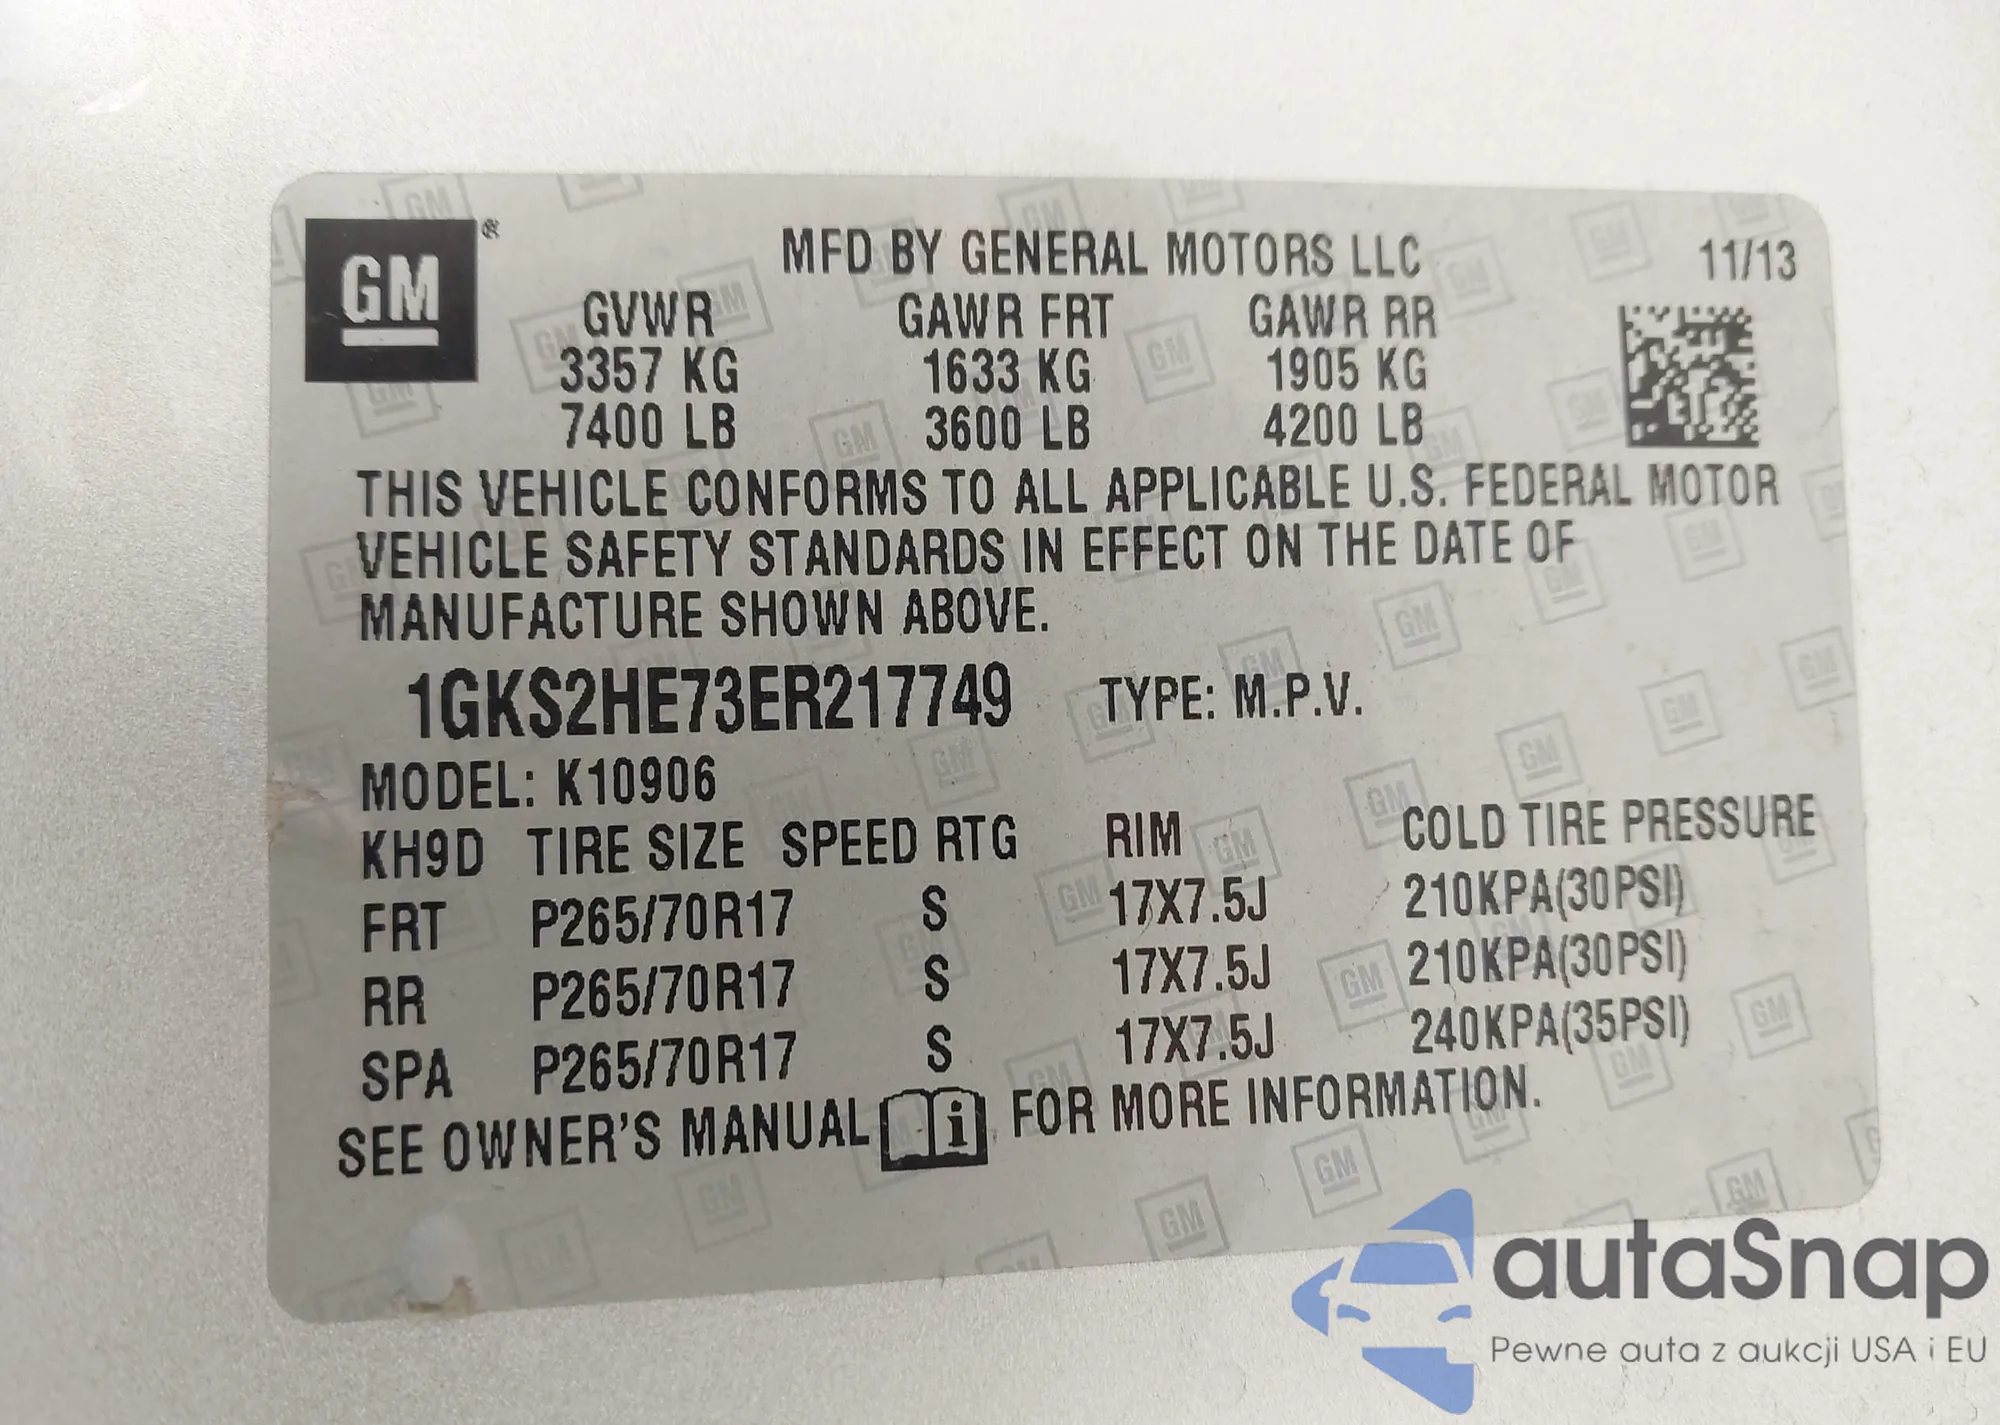 GM®
MFD BY GENERAL MOTORS LLC 11/13
GVWR GAWR FRT GAWR RR
3357 KG 1633 KG 1905 KG
7400 LB 3600 LB 4200 LB
THIS VEHICLE CONFORMS TO ALL APPLICABLE U.S. FEDERAL MOTOR
VEHICLE SAFETY STANDARDS IN EFFECT ON THE DATE OF
MANUFACTURE SHOWN ABOVE.
1GKS2HE73ER217749 TYPE: M.P.V.
MODEL: K10906
KH9D TIRE SIZE SPEED RTG RIM COLD TIRE PRESSURE
FRT P265/70R17 S 17X7.5J 210KPA(30PSI)
RR P265/70R17 S 17X7.5J 210KPA(30PSI)
SPA P265/70R17 S 17X7.5J 240KPA(35PSI)
SEE OWNER'S MANUAL i FOR MORE INFORMATION.
autaSnap
Pewne auta z aukcji USA i EU